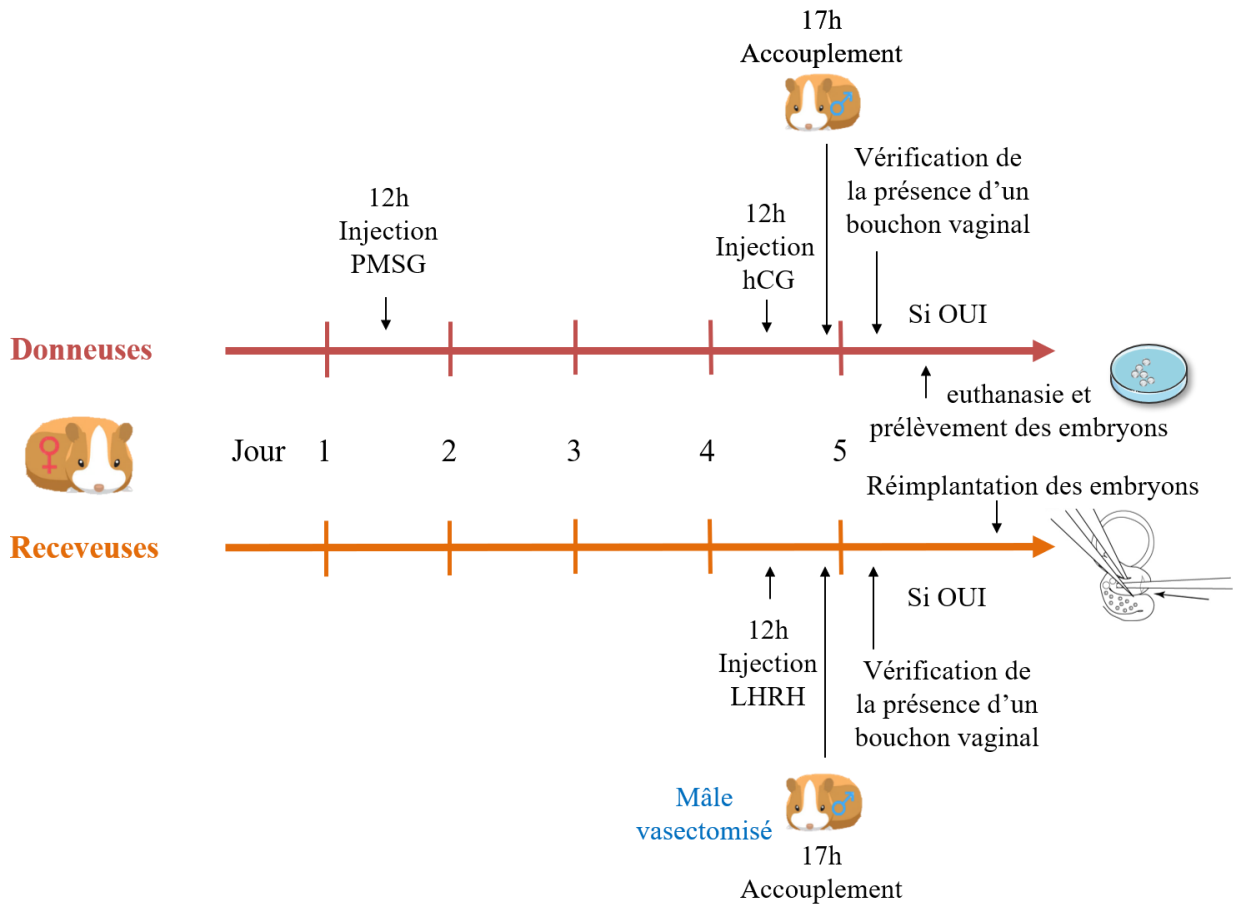 17h
Accouplement
Vérification de
la présence d’un
bouchon vaginal
12h
Injection
PMSG
12h
Injection
hCG
Si OUI
Donneuses
euthanasie et
prélèvement des embryons
Jour 1 2 3 4 5
Réimplantation des embryons
Receveuses
Si OUI
12h
Injection
LHRH
Vérification de
la présence d’un
bouchon vaginal
Mâle
vasectomisé
17h
Accouplement